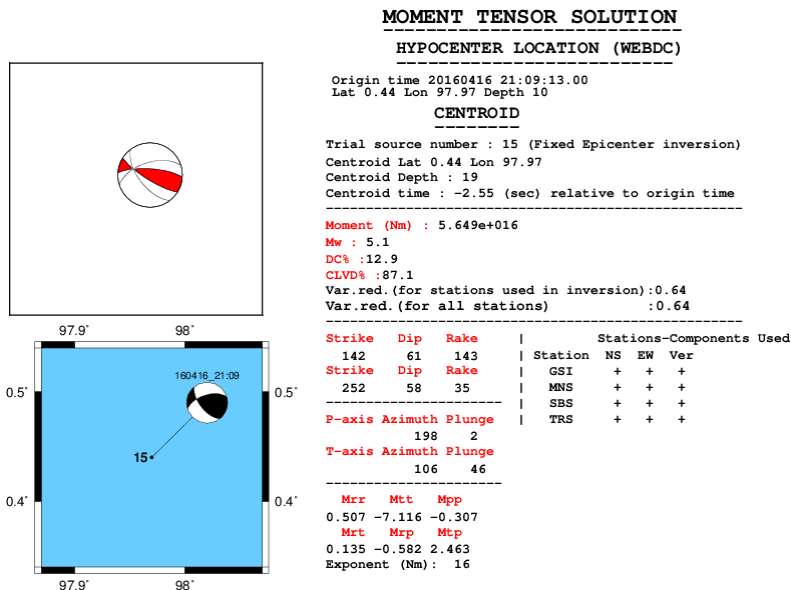 MOMENT TENSOR SOLUTION
HYPOCENTER LOCATION (WEBDC)
Origin time 20160416 21:09:13.00
Lat 0.44 Lon 97.97 Depth 10
CENTROID
Trial source number : 15 (Fixed Epicenter inversion)
Centroid Lat 0.44 Lon 97.97
Centroid Depth : 19
Centroid time : -2.55 (sec) relative to origin time
Moment (Nm) : 5.649e+016
Mw : 5.1
DC% :12.9
CLVD% :87.1
Var.red.(for stations used in inversion):0.64
Var.red.(for all stations) :0.64
Strike Dip Rake | Stations-Components Used
142 61 143 | Station NS EW Ver
Strike Dip Rake | GSI + + +
252 58 35 | MNS + + +
| SBS + + +
P-axis Azimuth Plunge | TRS + + +
198 2
T-axis Azimuth Plunge
106 46
Mrr Mtt Mpp
0.507 -7.116 -0.307
Mrt Mrp Mtp
0.135 -0.582 2.463
Exponent (Nm): 16
97.9° 98°
160416_21:09
0.5° 0.5°
15
0.4° 0.4°
97.9° 98°